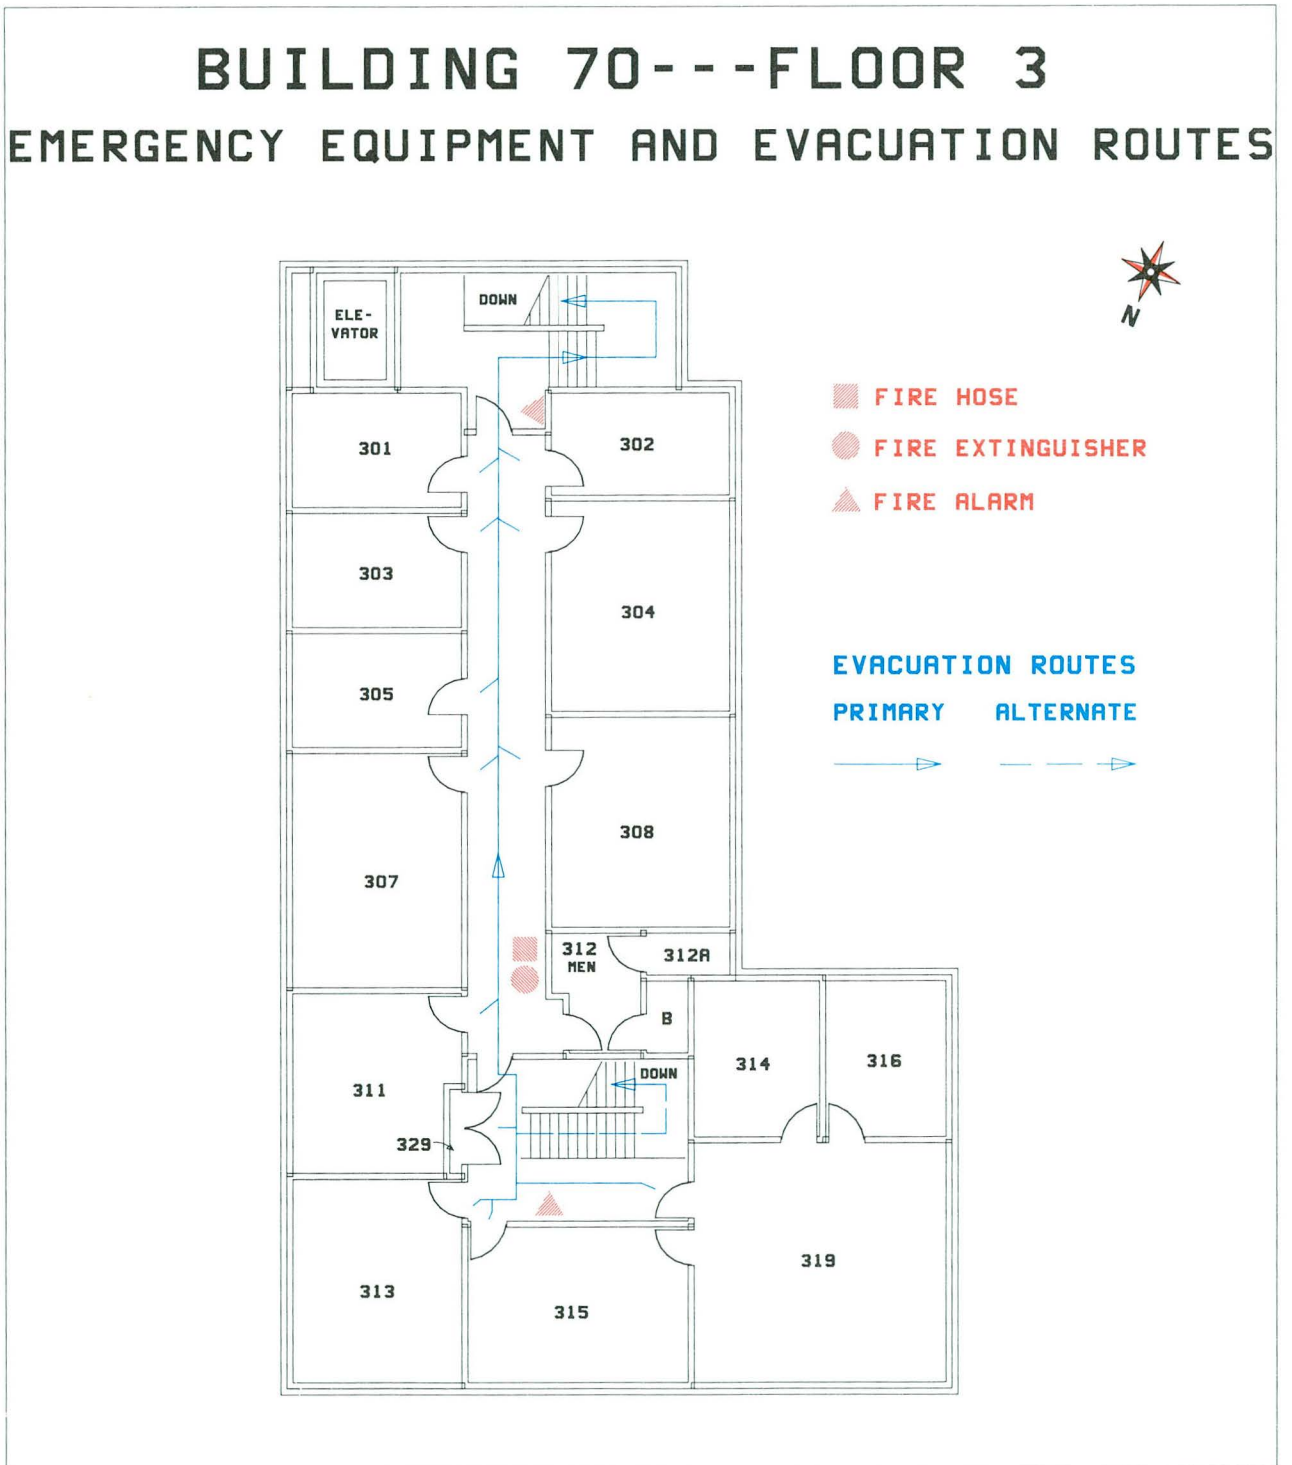 BUILDING 70---FLOOR 3
EMERGENCY EQUIPMENT AND EVACUATION ROUTES
N
ELE-
VATOR
DOWN
FIRE HOSE
FIRE EXTINGUISHER
FIRE ALARM
301
302
303
304
305
EVACUATION ROUTES
PRIMARY ALTERNATE
308
307
312
MEN
312A
B
314
316
DOWN
311
329
313
315
319